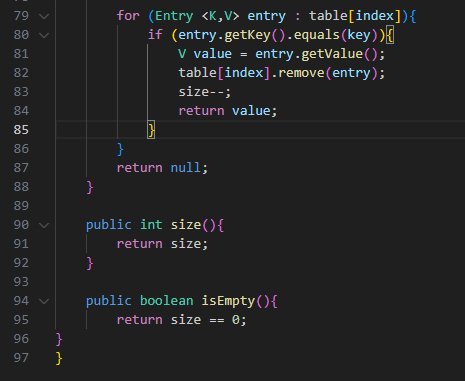 79 for (Entry <K,V> entry : table[index]){
80 if (entry.getKey().equals(key)){
81 V value = entry.getValue();
82 table[index].remove(entry);
83 size--;
84 return value;
85 }
86 }
87 return null;
88 }
89
90 public int size(){
91 return size;
92 }
93
94 public boolean isEmpty(){
95 return size == 0;
96 }
97 }